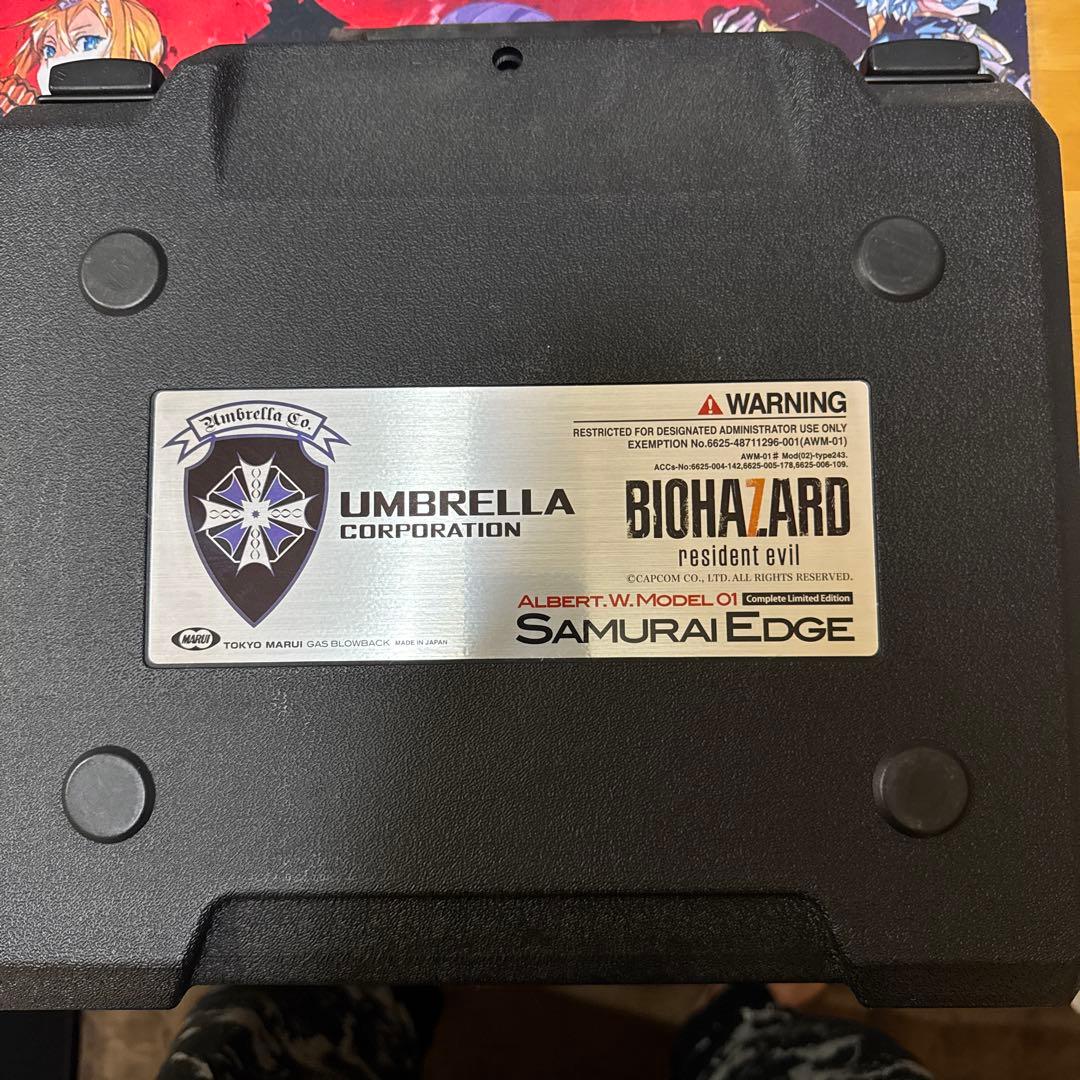 Umbrella Co.
UMBRELLA
CORPORATION
MARUI TOKYO MARUI GAS BLOWBACK MADE IN JAPAN
WARNING
RESTRICTED FOR DESIGNATED ADMINISTRATOR USE ONLY
EXEMPTION No.6625-48711296-001(AWM-01)
AWM-01# Mod(02)-type243.
ACCs-No:6625-004-142,6625-005-178,6625-006-109.
BIOHAZARD
resident evil
©CAPCOM CO., LTD. ALL RIGHTS RESERVED.
ALBERT.W.MODEL 01 Complete Limited Edition
SAMURAI EDGE